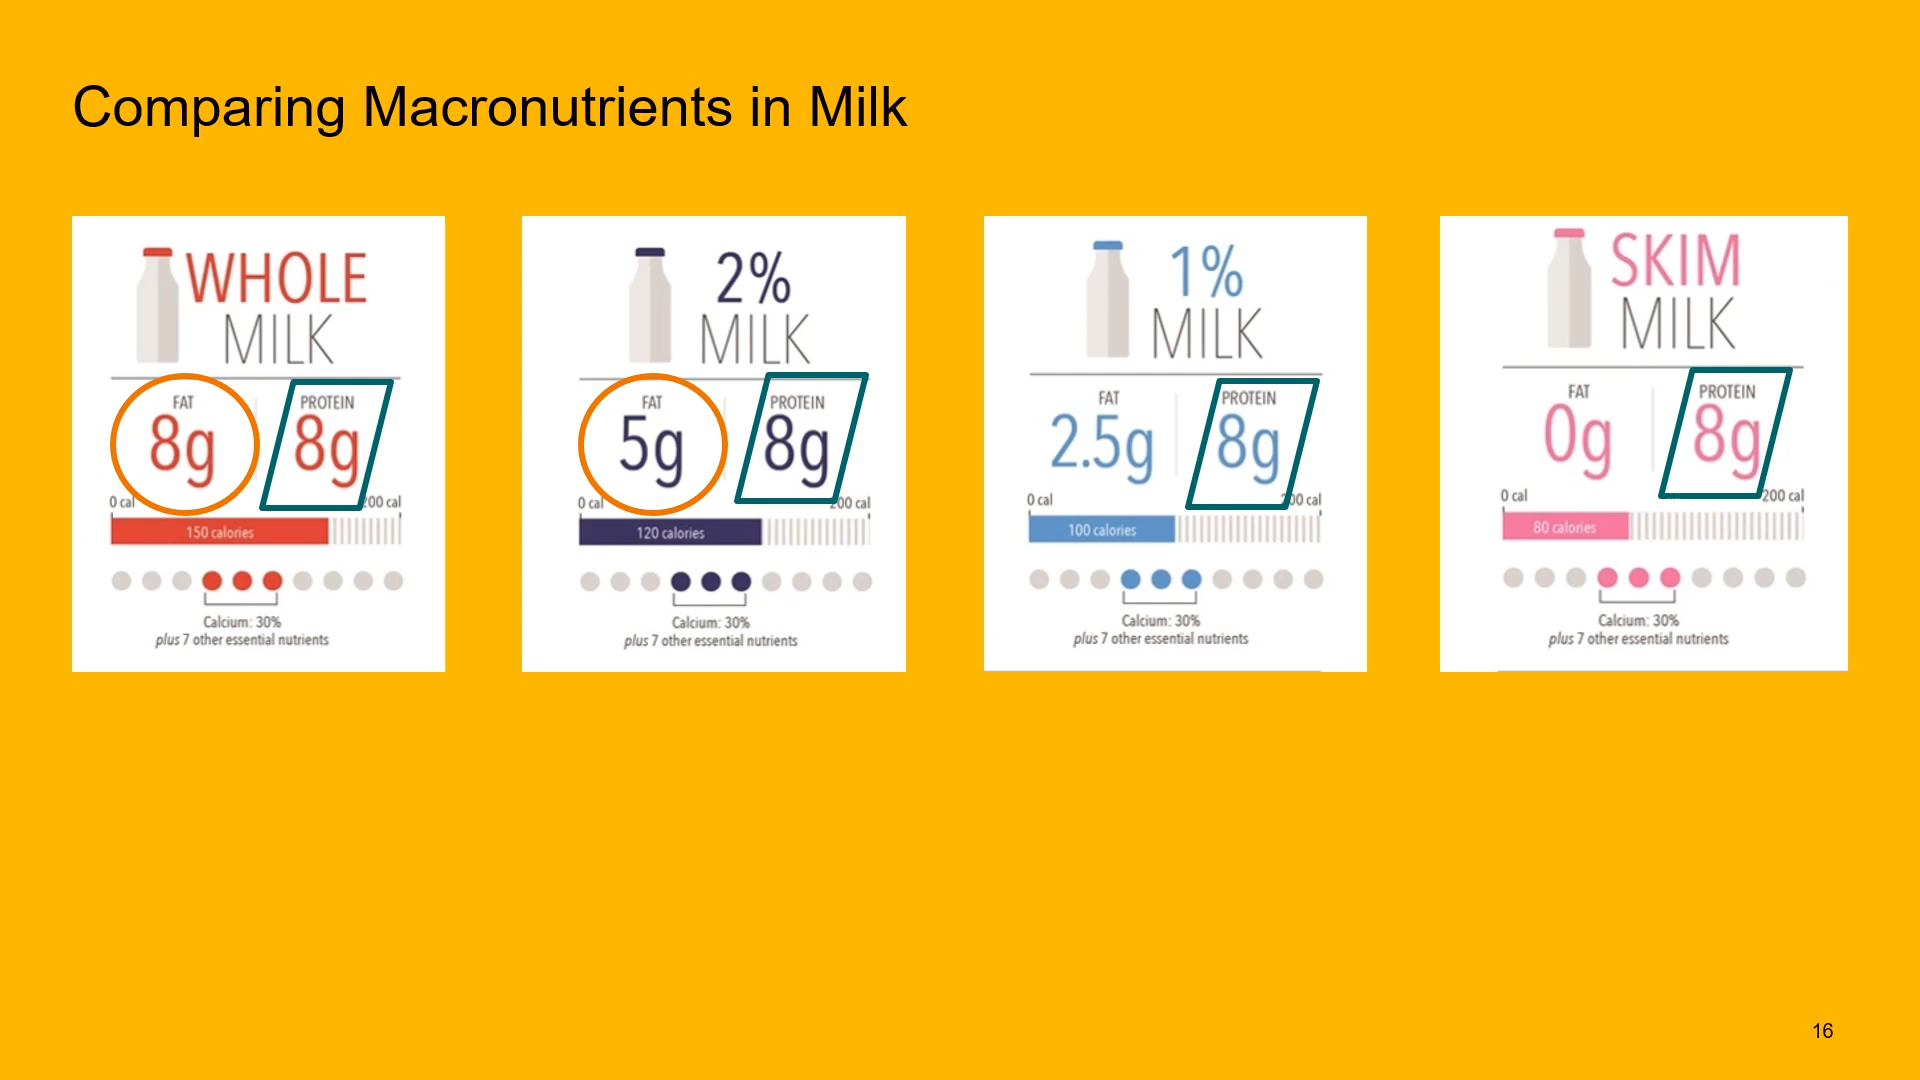 Comparing Macronutrients in Milk
WHOLE
MILK
FAT PROTEIN
8g 8g
0 cal 200 cal
150 calories
Calcium: 30%
plus 7 other essential nutrients
2%
MILK
FAT PROTEIN
5g 8g
0 cal 200 cal
120 calories
Calcium: 30%
plus 7 other essential nutrients
1%
MILK
FAT PROTEIN
2.5g 8g
0 cal 200 cal
100 calories
Calcium: 30%
plus 7 other essential nutrients
SKIM
MILK
FAT PROTEIN
0g 8g
0 cal 200 cal
80 calories
Calcium: 30%
plus 7 other essential nutrients
16